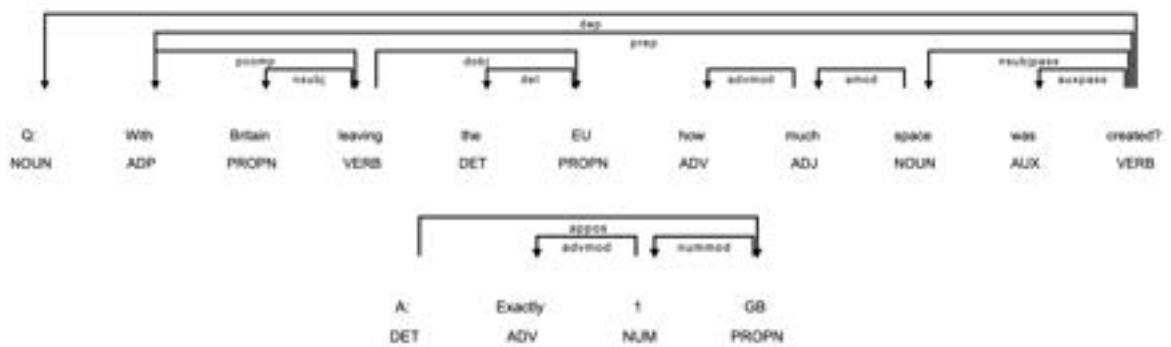 dep
prep
pcomp dobj nsubjpass
nsubj det advmod amod auxpass
Q: With Britain leaving the EU how much space was created?
NOUN ADP PROPN VERB DET PROPN ADV ADJ NOUN AUX VERB
appos
advmod nummod
A: Exactly 1 GB
DET ADV NUM PROPN